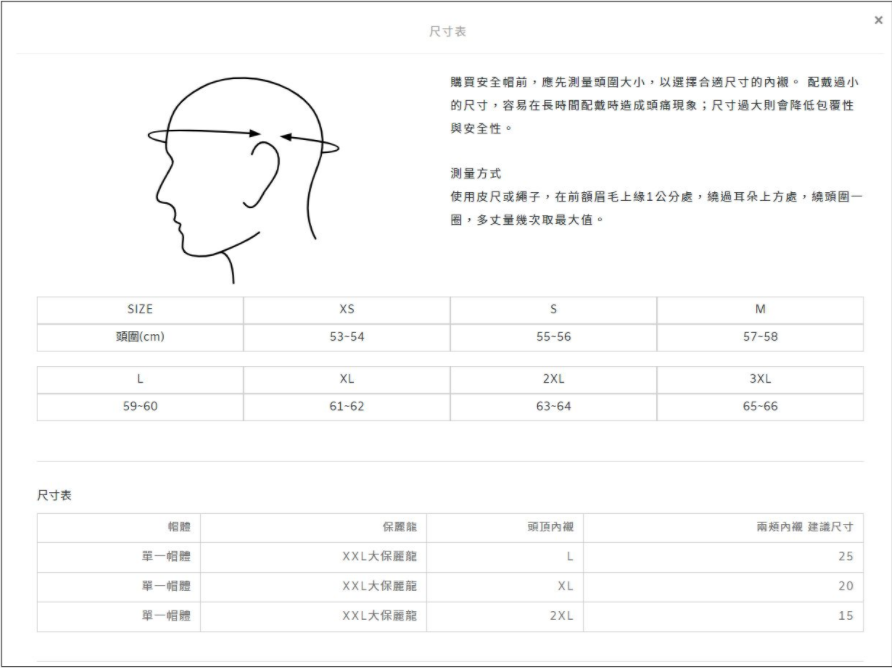 ×
尺寸表
購買安全帽前，應先測量頭圍大小，以選擇合適尺寸的內襯。 配戴過小
的尺寸，容易在長時間配戴時造成頭痛現象；尺寸過大則會降低包覆性
與安全性。
測量方式
使用皮尺或繩子，在前額眉毛上緣1公分處，繞過耳朵上方處，繞頭圍一
圈，多丈量幾次取最大值。
SIZE XS S M
頭圍(cm) 53~54 55~56 57~58
L XL 2XL 3XL
59~60 61~62 63~64 65~66
尺寸表
帽體 保麗龍 頭頂內襯 兩頰內襯 建議尺寸
單一帽體 XXL大保麗龍 L 25
單一帽體 XXL大保麗龍 XL 20
單一帽體 XXL大保麗龍 2XL 15